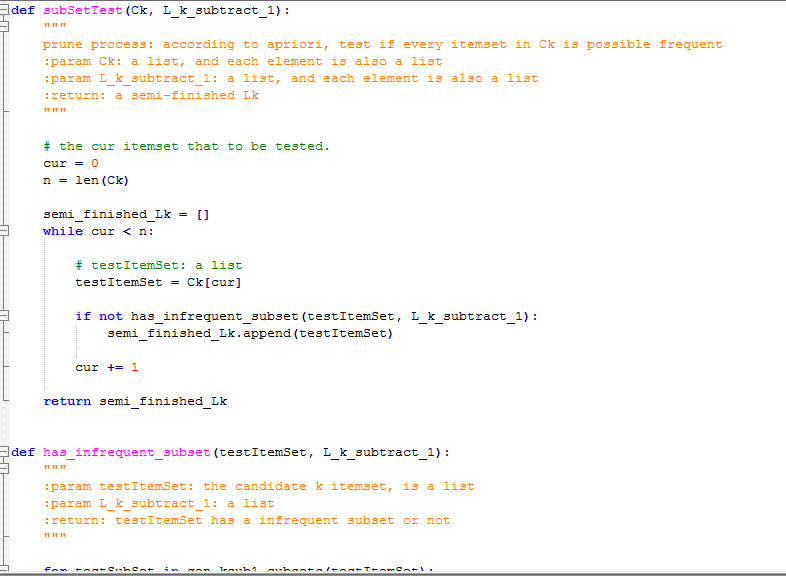 def subSetTest(Ck, L_k_subtract_1):
"""
prune process: according to apriori, test if every itemset in Ck is possible frequent
:param Ck: a list, and each element is also a list
:param L_k_subtract_1: a list, and each element is also a list
:return: a semi-finished Lk
"""
# the cur itemset that to be tested.
cur = 0
n = len(Ck)
semi_finished_Lk = []
while cur < n:
# testItemSet: a list
testItemSet = Ck[cur]
if not has_infrequent_subset(testItemSet, L_k_subtract_1):
semi_finished_Lk.append(testItemSet)
cur += 1
return semi_finished_Lk
def has_infrequent_subset(testItemSet, L_k_subtract_1):
"""
:param testItemSet: the candidate k itemset, is a list
:param L_k_subtract_1: a list
:return: testItemSet has a infrequent subset or not
"""
for testSubSet in